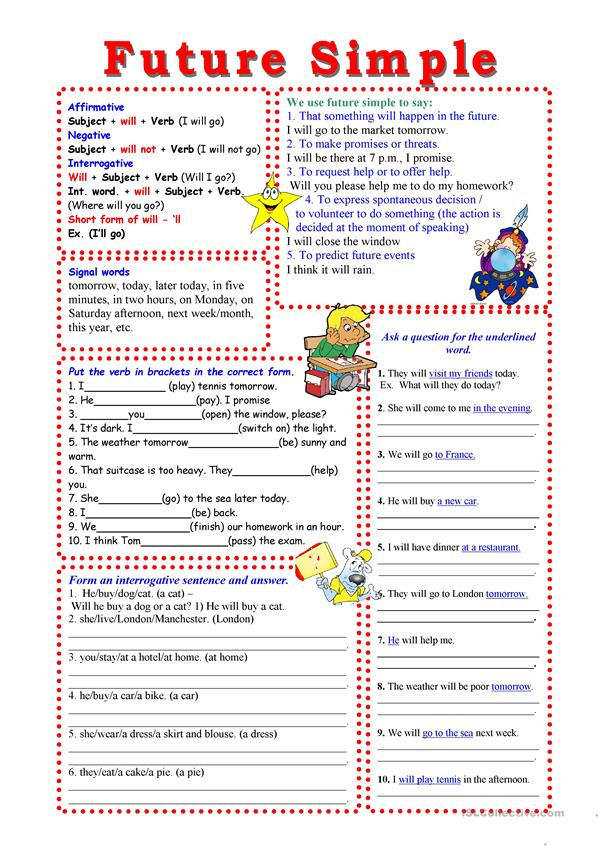 Future Simple
Affirmative
Subject + will + Verb (I will go)
Negative
Subject + will not + Verb (I will not go)
Interrogative
Will + Subject + Verb (Will I go?)
Int. word. + will + Subject + Verb.
(Where will you go?)
Short form of will - 'll
Ex. (I'll go)
Signal words
tomorrow, today, later today, in five
minutes, in two hours, on Monday, on
Saturday afternoon, next week/month,
this year, etc.
We use future simple to say:
1. That something will happen in the future.
I will go to the market tomorrow.
2. To make promises or threats.
I will be there at 7 p.m., I promise.
3. To request help or to offer help.
Will you please help me to do my homework?
4. To express spontaneous decision /
to volunteer to do something (the action is
decided at the moment of speaking)
I will close the window
5. To predict future events
I think it will rain.
Put the verb in brackets in the correct form.
1. I______________ (play) tennis tomorrow.
2. He__________________(pay). I promise
3. ________you__________(open) the window, please?
4. It's dark. I__________________(switch on) the light.
5. The weather tomorrow_______________(be) sunny and
warm.
6. That suitcase is too heavy. They_____________(help)
you.
7. She___________(go) to the sea later today.
8. I__________________(be) back.
9. We________________(finish) our homework in an hour.
10. I think Tom_______________(pass) the exam.
Form an interrogative sentence and answer.
1. He/buy/dog/cat. (a cat) –
Will he buy a dog or a cat? 1) He will buy a cat.
2. she/live/London/Manchester. (London)
3. you/stay/at a hotel/at home. (at home)
4. he/buy/a car/a bike. (a car)
5. she/wear/a dress/a skirt and blouse. (a dress)
6. they/eat/a cake/a pie. (a pie)
Ask a question for the underlined
word.
1. They will visit my friends today.
Ex. What will they do today?
2. She will come to me in the evening.
3. We will go to France.
4. He will buy a new car.
5. I will have dinner at a restaurant.
6. They will go to London tomorrow.
7. He will help me.
8. The weather will be poor tomorrow.
9. We will go to the sea next week.
10. I will play tennis in the afternoon.
iSLCollective.com